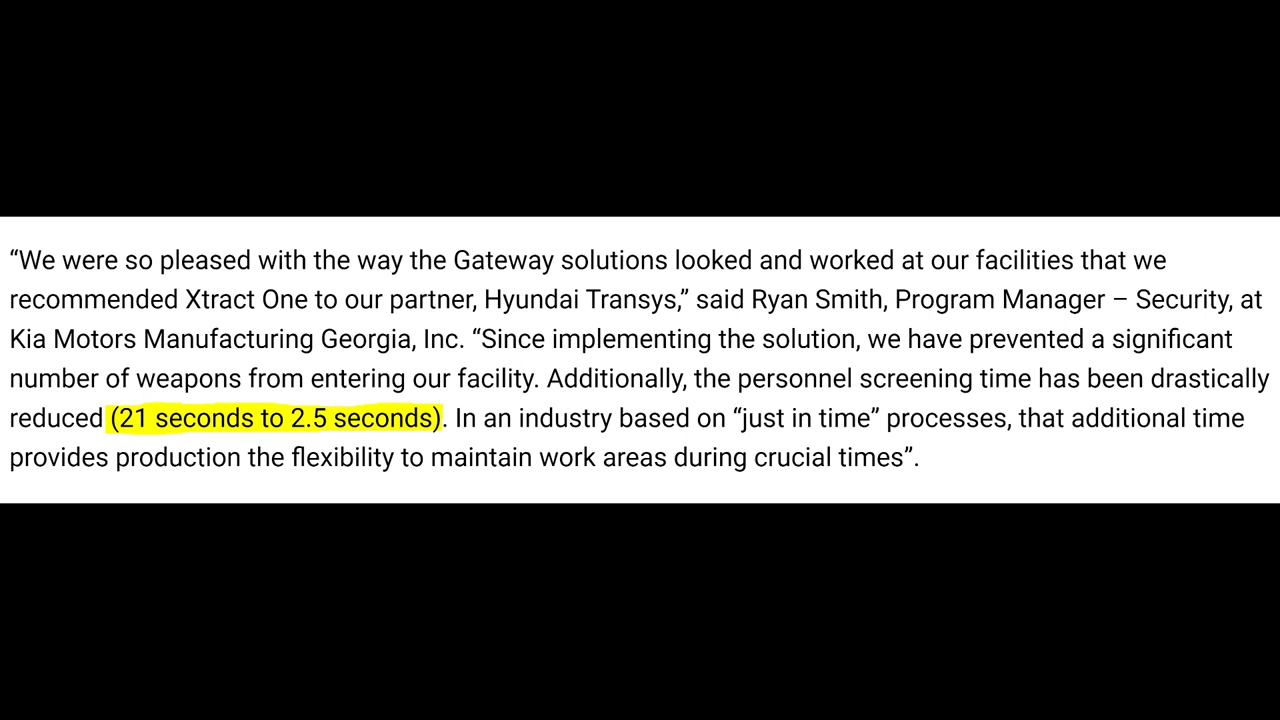 “We were so pleased with the way the Gateway solutions looked and worked at our facilities that we
recommended Xtract One to our partner, Hyundai Transys,” said Ryan Smith, Program Manager – Security, at
Kia Motors Manufacturing Georgia, Inc. “Since implementing the solution, we have prevented a significant
number of weapons from entering our facility. Additionally, the personnel screening time has been drastically
reduced (21 seconds to 2.5 seconds). In an industry based on “just in time” processes, that additional time
provides production the flexibility to maintain work areas during crucial times”.